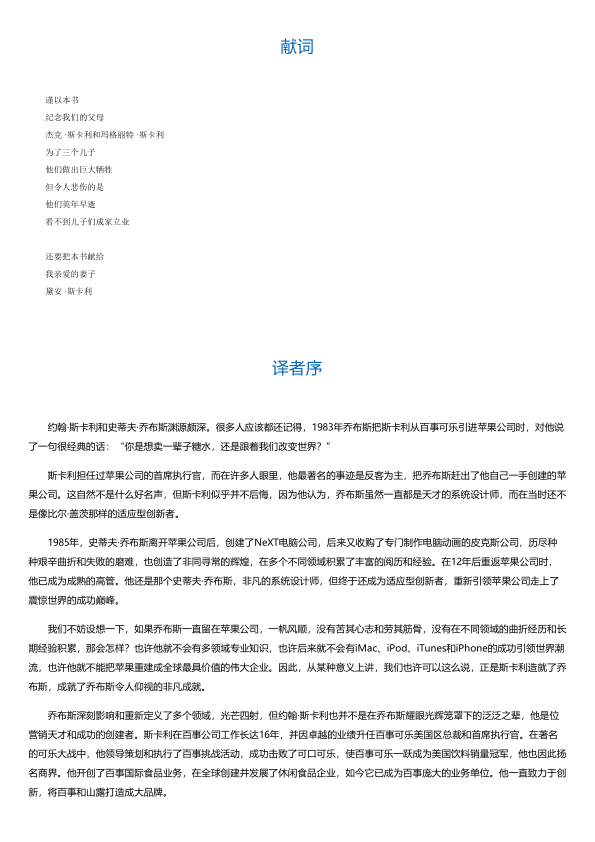 献词
谨以本书
纪念我们的父母
杰克·斯卡利和玛格丽特·斯卡利
为了三个儿子
他们做出巨大牺牲
但令人悲伤的是
他们英年早逝
看不到儿子们成家立业
还要把本书献给
我亲爱的妻子
黛安·斯卡利
译者序
约翰·斯卡利和史蒂夫·乔布斯渊源颇深。很多人应该都还记得，1983年乔布斯把斯卡利从百事可乐引进苹果公司时，对他说
了一句很经典的话：“你是想卖一辈子糖水，还是跟着我们改变世界？”
斯卡利担任过苹果公司的首席执行官，而在许多人眼里，他最著名的事迹是反客为主，把乔布斯赶出了他自己一手创建的苹
果公司。这自然不是什么好名声，但斯卡利似乎并不后悔，因为他认为，乔布斯虽然一直都是天才的系统设计师，而在当时还不
是像比尔·盖茨那样的适应型创新者。
1985年，史蒂夫·乔布斯离开苹果公司后，创建了NeXT电脑公司，后来又收购了专门制作电脑动画的皮克斯公司，历尽种
种艰辛曲折和失败的磨难，也创造了非同寻常的辉煌，在多个不同领域积累了丰富的阅历和经验。在12年后重返苹果公司时，
他已成为成熟的高管。他还是那个史蒂夫·乔布斯，非凡的系统设计师，但终于还成为适应型创新者，重新引领苹果公司走上了
震惊世界的成功巅峰。
我们不妨设想一下，如果乔布斯一直留在苹果公司，一帆风顺，没有苦其心志和劳其筋骨，没有在不同领域的曲折经历和长
期经验积累，那会怎样？也许他就不会有多领域专业知识，也许后来就不会有iMac、iPod、iTunes和iPhone的成功引领世界潮
流，也许他就不能把苹果重建成全球最具价值的伟大企业。因此，从某种意义上讲，我们也许可以这么说，正是斯卡利造就了乔
布斯，成就了乔布斯令人仰视的非凡成就。
乔布斯深刻影响和重新定义了多个领域，光芒四射，但约翰·斯卡利也并不是在乔布斯耀眼光辉笼罩下的泛泛之辈，他是位
营销天才和成功的创建者。斯卡利在百事公司工作长达16年，并因卓越的业绩升任百事可乐美国区总裁和首席执行官。在著名
的可乐大战中，他领导策划和执行了百事挑战活动，成功击败了可口可乐，使百事可乐一跃成为美国饮料销量冠军，他也因此扬
名商界。他开创了百事国际食品业务，在全球创建并发展了休闲食品企业，如今它已成为百事庞大的业务单位。他一直致力于创
新，将百事和山露打造成大品牌。